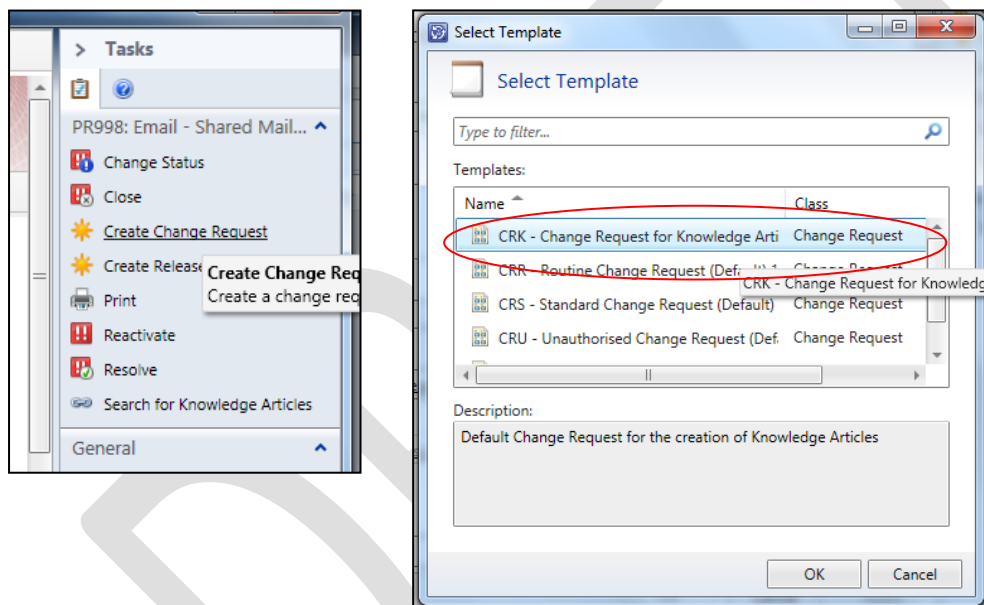 Tasks
PR998: Email - Shared Mail...
Change Status
Close
Create Change Request
Create Release
Create Change Req
Create a change req
Print
Reactivate
Resolve
Search for Knowledge Articles
General
Select Template
Select Template
Type to filter...
Templates:
Name Class
CRK - Change Request for Knowledge Arti Change Request
CRR - Routine Change Request (Default) 1 Change Request
CRK - Change Request for Knowledg
CRS - Standard Change Request (Default) Change Request
CRU - Unauthorised Change Request (Def. Change Request
Description:
Default Change Request for the creation of Knowledge Articles
OK Cancel